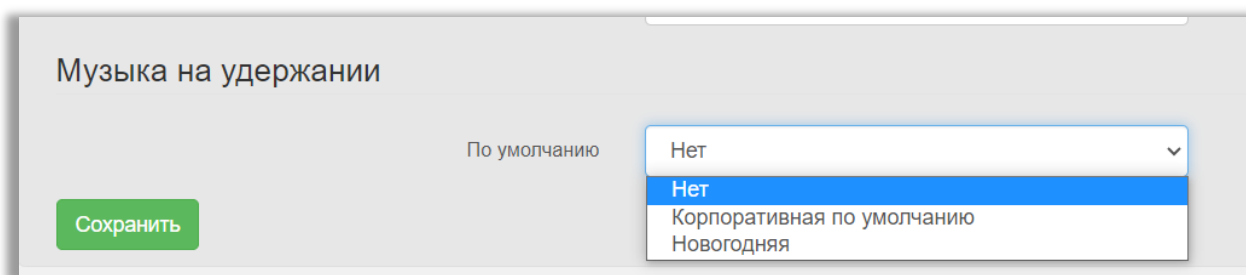 Музыка на удержании
По умолчанию
Нет
Нет
Корпоративная по умолчанию
Новогодняя
Сохранить